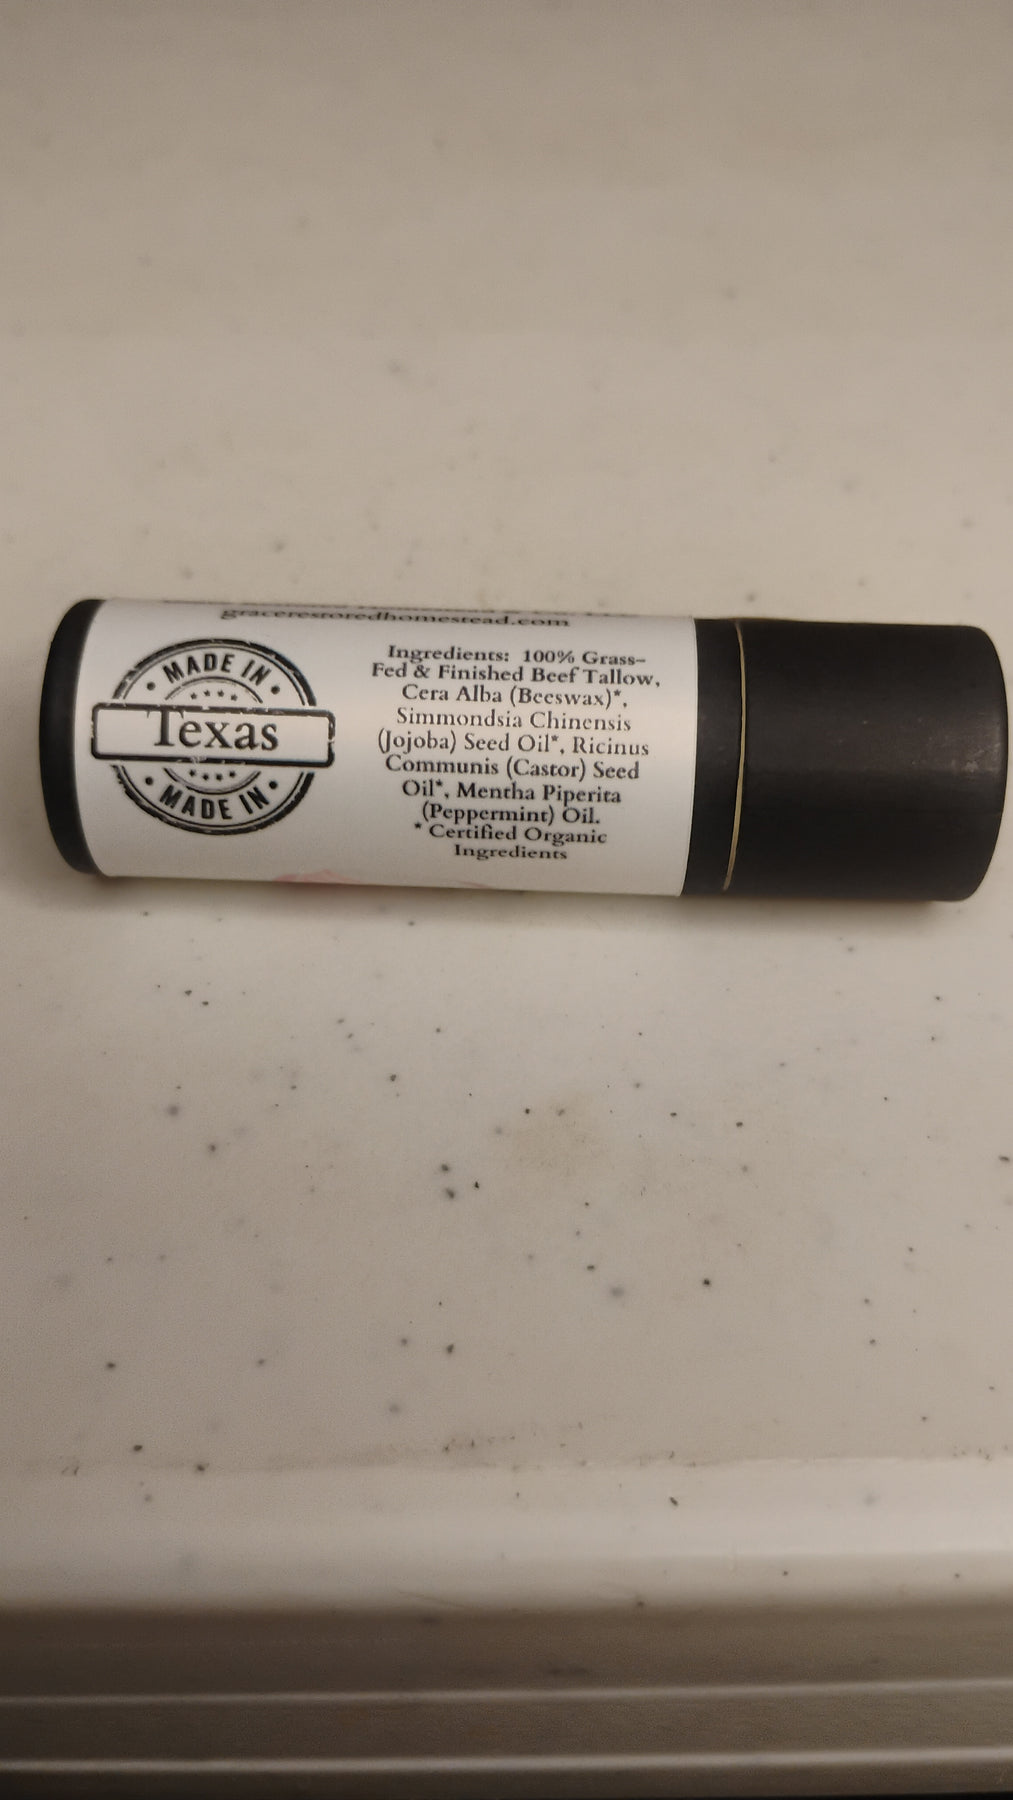 gracerestoredhomestead.com
MADE IN
Texas
MADE IN
Ingredients: 100% Grass-
Fed & Finished Beef Tallow,
Cera Alba (Beeswax)*,
Simmondsia Chinensis
(Jojoba) Seed Oil*, Ricinus
Communis (Castor) Seed
Oil*, Mentha Piperita
(Peppermint) Oil.
* Certified Organic
Ingredients